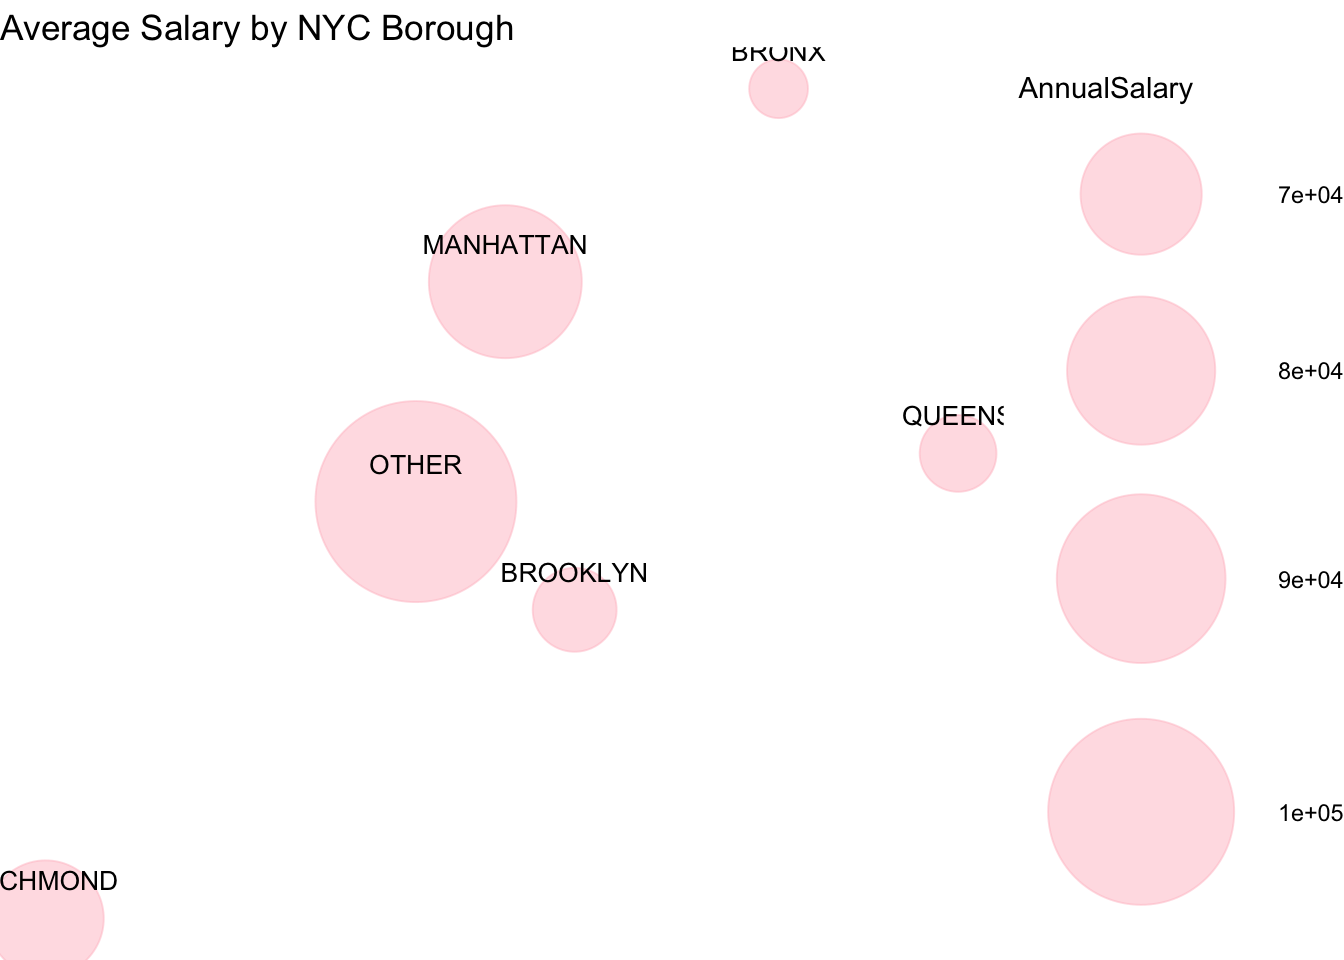 Average Salary by NYC Borough
BRONX
AnnualSalary
7e+04
MANHATTAN
8e+04
QUEENS
OTHER
BROOKLYN
9e+04
1e+05
CHMOND